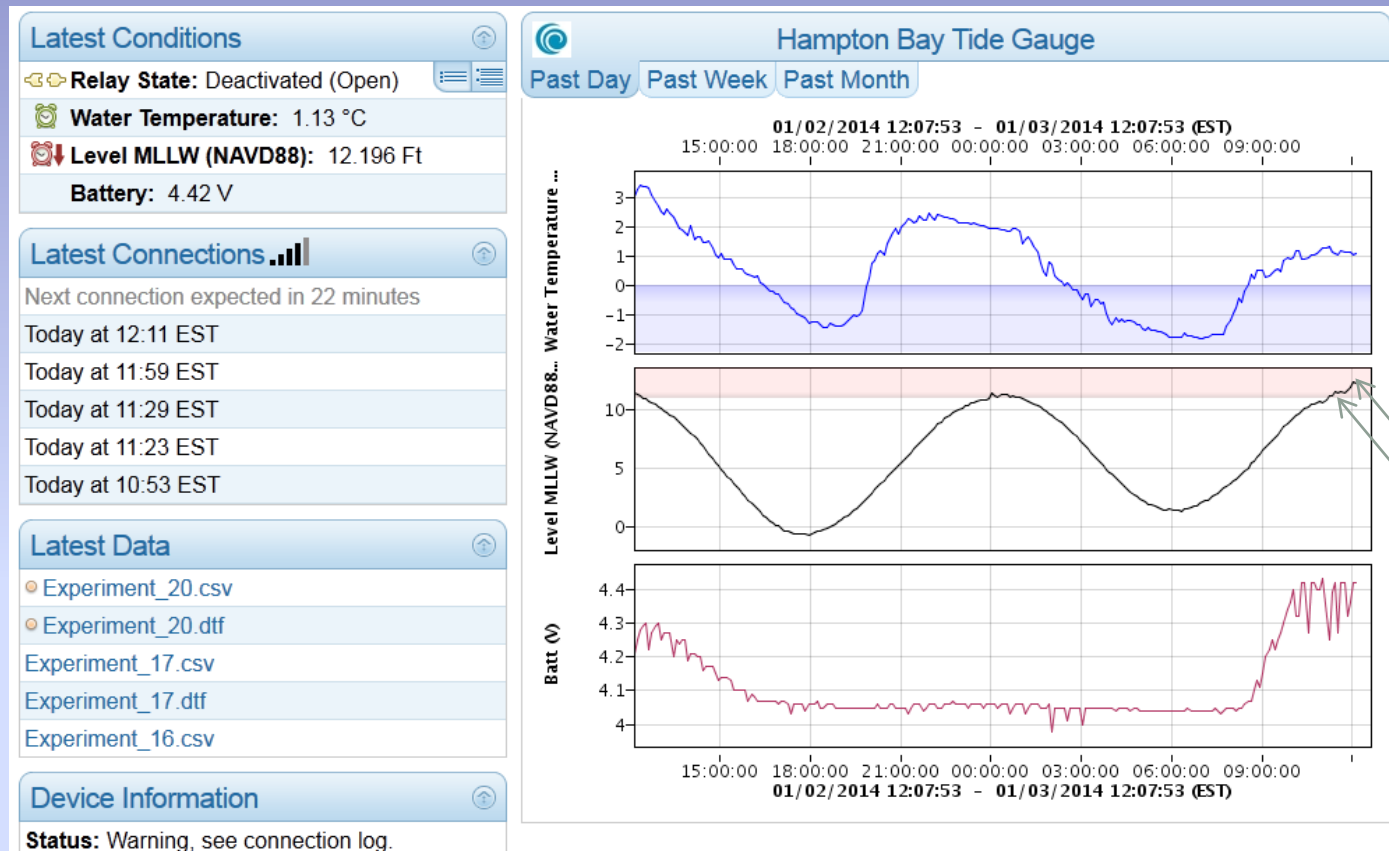 Latest Conditions
Relay State: Deactivated (Open)
Water Temperature: 1.13 °C
Level MLLW (NAVD88): 12.196 Ft
Battery: 4.42 V
Latest Connections
Next connection expected in 22 minutes
Today at 12:11 EST
Today at 11:59 EST
Today at 11:29 EST
Today at 11:23 EST
Today at 10:53 EST
Latest Data
Experiment_20.csv
Experiment_20.dtf
Experiment_17.csv
Experiment_17.dtf
Experiment_16.csv
Device Information
Status: Warning, see connection log.
Hampton Bay Tide Gauge
Past Day Past Week Past Month
01/02/2014 12:07:53 - 01/03/2014 12:07:53 (EST)
15:00:00 18:00:00 21:00:00 00:00:00 03:00:00 06:00:00 09:00:00
Water Temperature ...
3
2
1
0
-1
-2
Level MLLW (NAVD88...
10
5
0
Batt (V)
4.4
4.3
4.2
4.1
4
15:00:00 18:00:00 21:00:00 00:00:00 03:00:00 06:00:00 09:00:00
01/02/2014 12:07:53 - 01/03/2014 12:07:53 (EST)